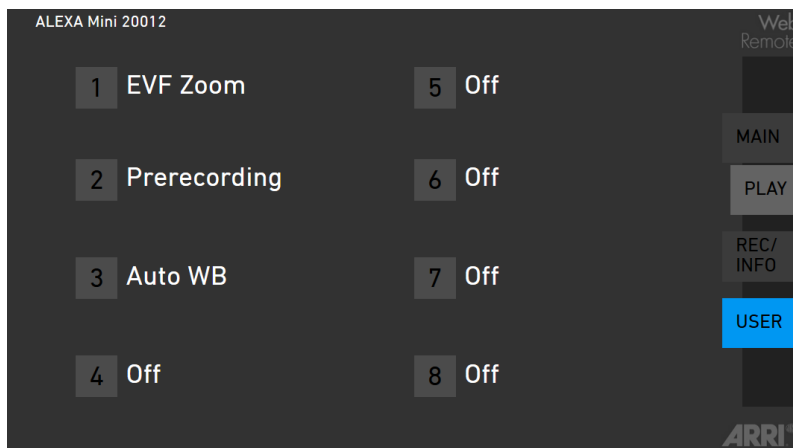 ALEXA Mini 20012
Web
Remote
1 EVF Zoom
2 Prerecording
3 Auto WB
4 Off
5 Off
6 Off
7 Off
8 Off
MAIN
PLAY
REC/
INFO
USER
ARRI